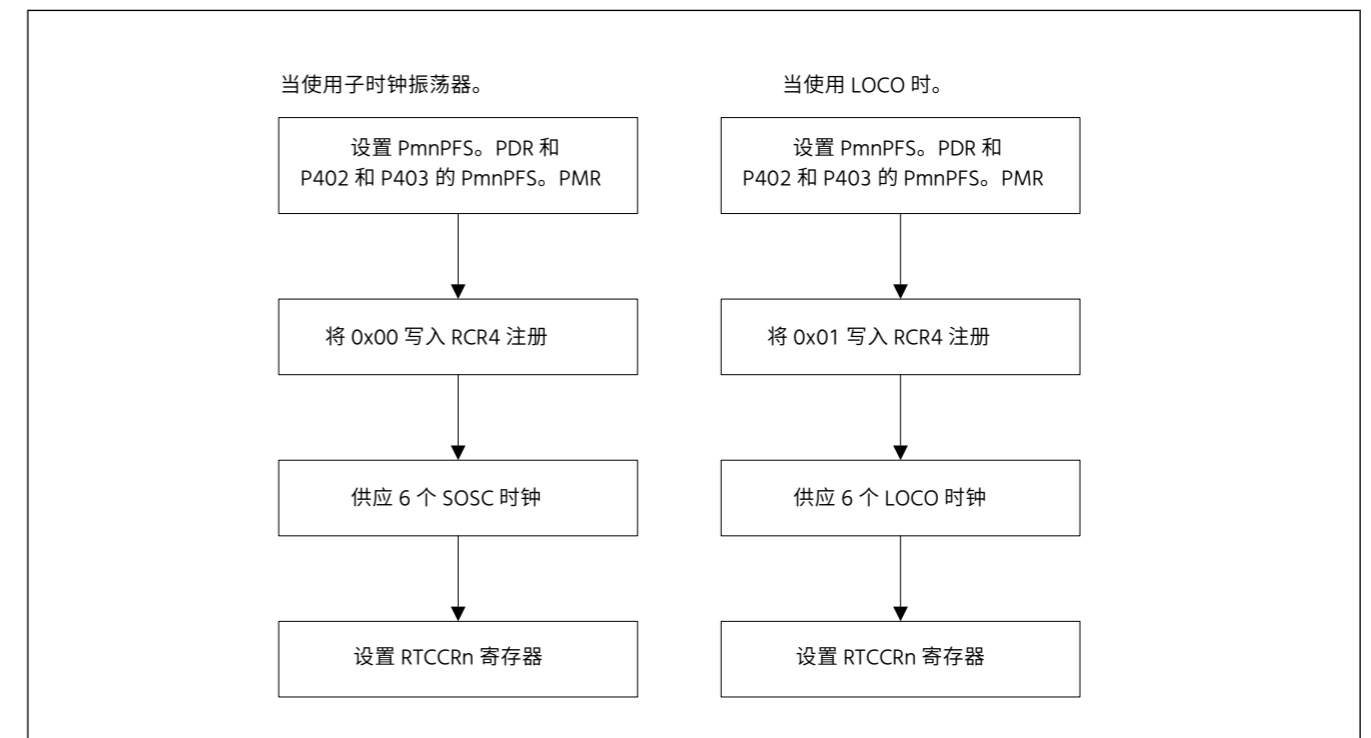 当使用子时钟振荡器。
设置 PmnPFS。PDR 和
P402 和 P403 的 PmnPFS。PMR
将 0x00 写入 RCR4 注册
供应 6 个 SOSC 时钟
设置 RTCCRn 寄存器
当使用 LOCO 时。
设置 PmnPFS。PDR 和
P402 和 P403 的 PmnPFS。PMR
将 0x01 写入 RCR4 注册
供应 6 个 LOCO 时钟
设置 RTCCRn 寄存器